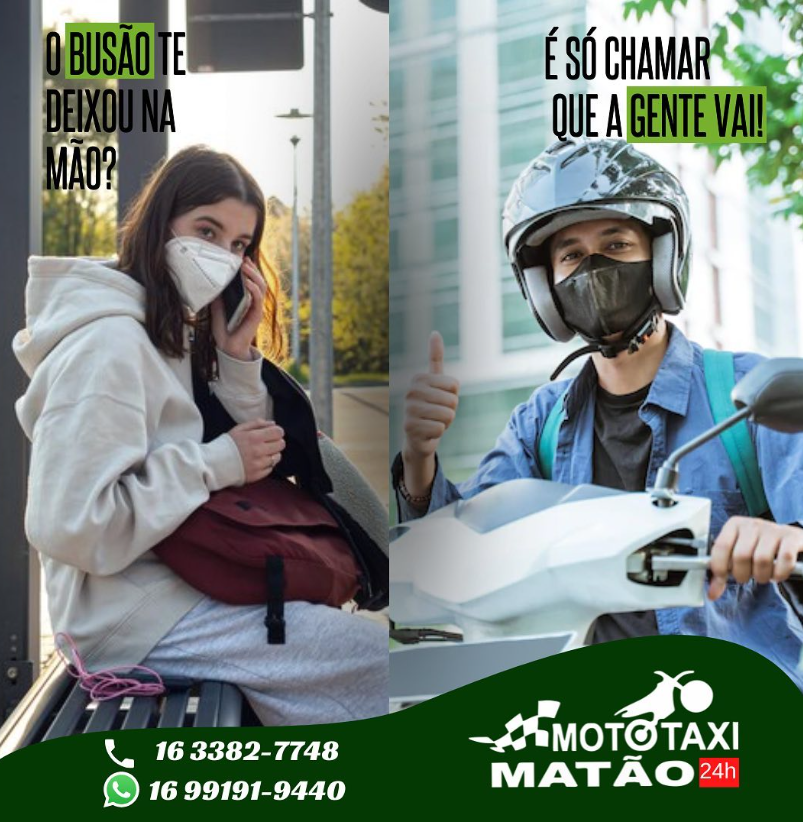 O BUSÃO TE
DEIXOU NA
MÃO?
É SÓ CHAMAR
QUE A GENTE VAI!
16 3382-7748
16 99191-9440
MOTOTAXI
MATÃO 24h